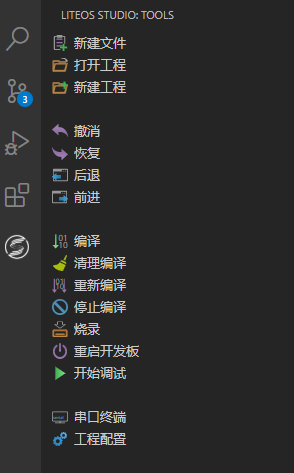 LITEOS STUDIO: TOOLS
新建文件
打开工程
新建工程
3
撤消
恢复
后退
前进
编译
清理编译
重新编译
停止编译
烧录
重启开发板
开始调试
串口终端
工程配置